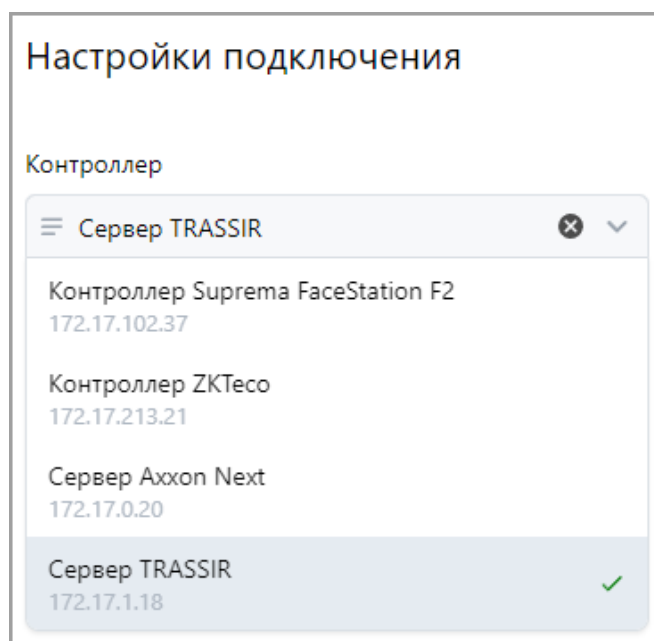 Настройки подключения
Контроллер
Сервер TRASSIR
Контроллер Suprema FaceStation F2
172.17.102.37
Контроллер ZKTeco
172.17.213.21
Сервер Axxon Next
172.17.0.20
Сервер TRASSIR
172.17.1.18